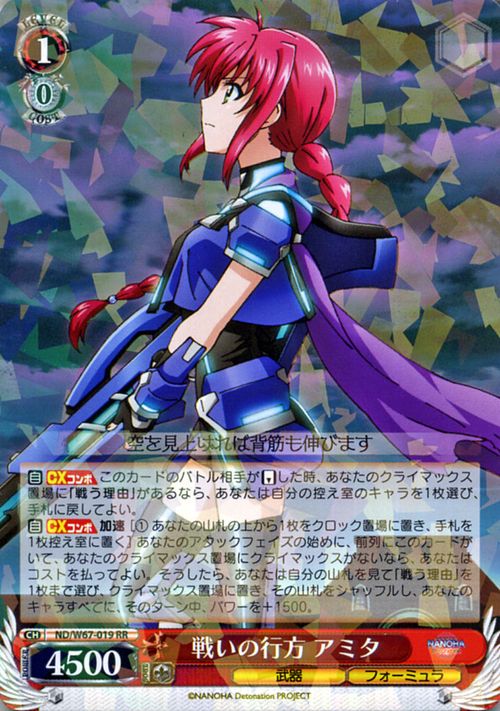 LEVEL
1
0
COST
空を見上げれば背筋も伸びます
自 CXコンボ このカードのバトル相手が した時、あなたのクライマックス
置場に「戦う理由」があるなら、あなたは自分の控え室のキャラを1枚選び、
手札に戻してよい。
自 CXコンボ 加速 [① あなたの山札の上から1枚をクロック置場に置き、手札を
1枚控え室に置く] あなたのアタックフェイズの始めに、前列にこのカードが
いて、あなたのクライマックス置場にクライマックスがないなら、あなたは
コストを払ってよい。そうしたら、あなたは自分の山札を見て「戦う理由」を
1枚まで選び、クライマックス置場に置き、その山札をシャッフルし、あなたの
キャラすべてに、そのターン中、パワーを+1500。
CH ND/W67-019 RR
POWER 4500
戦いの行方 アミタ
NANOHA
武器 フォーミュラ
©NANOHA Detonation PROJECT